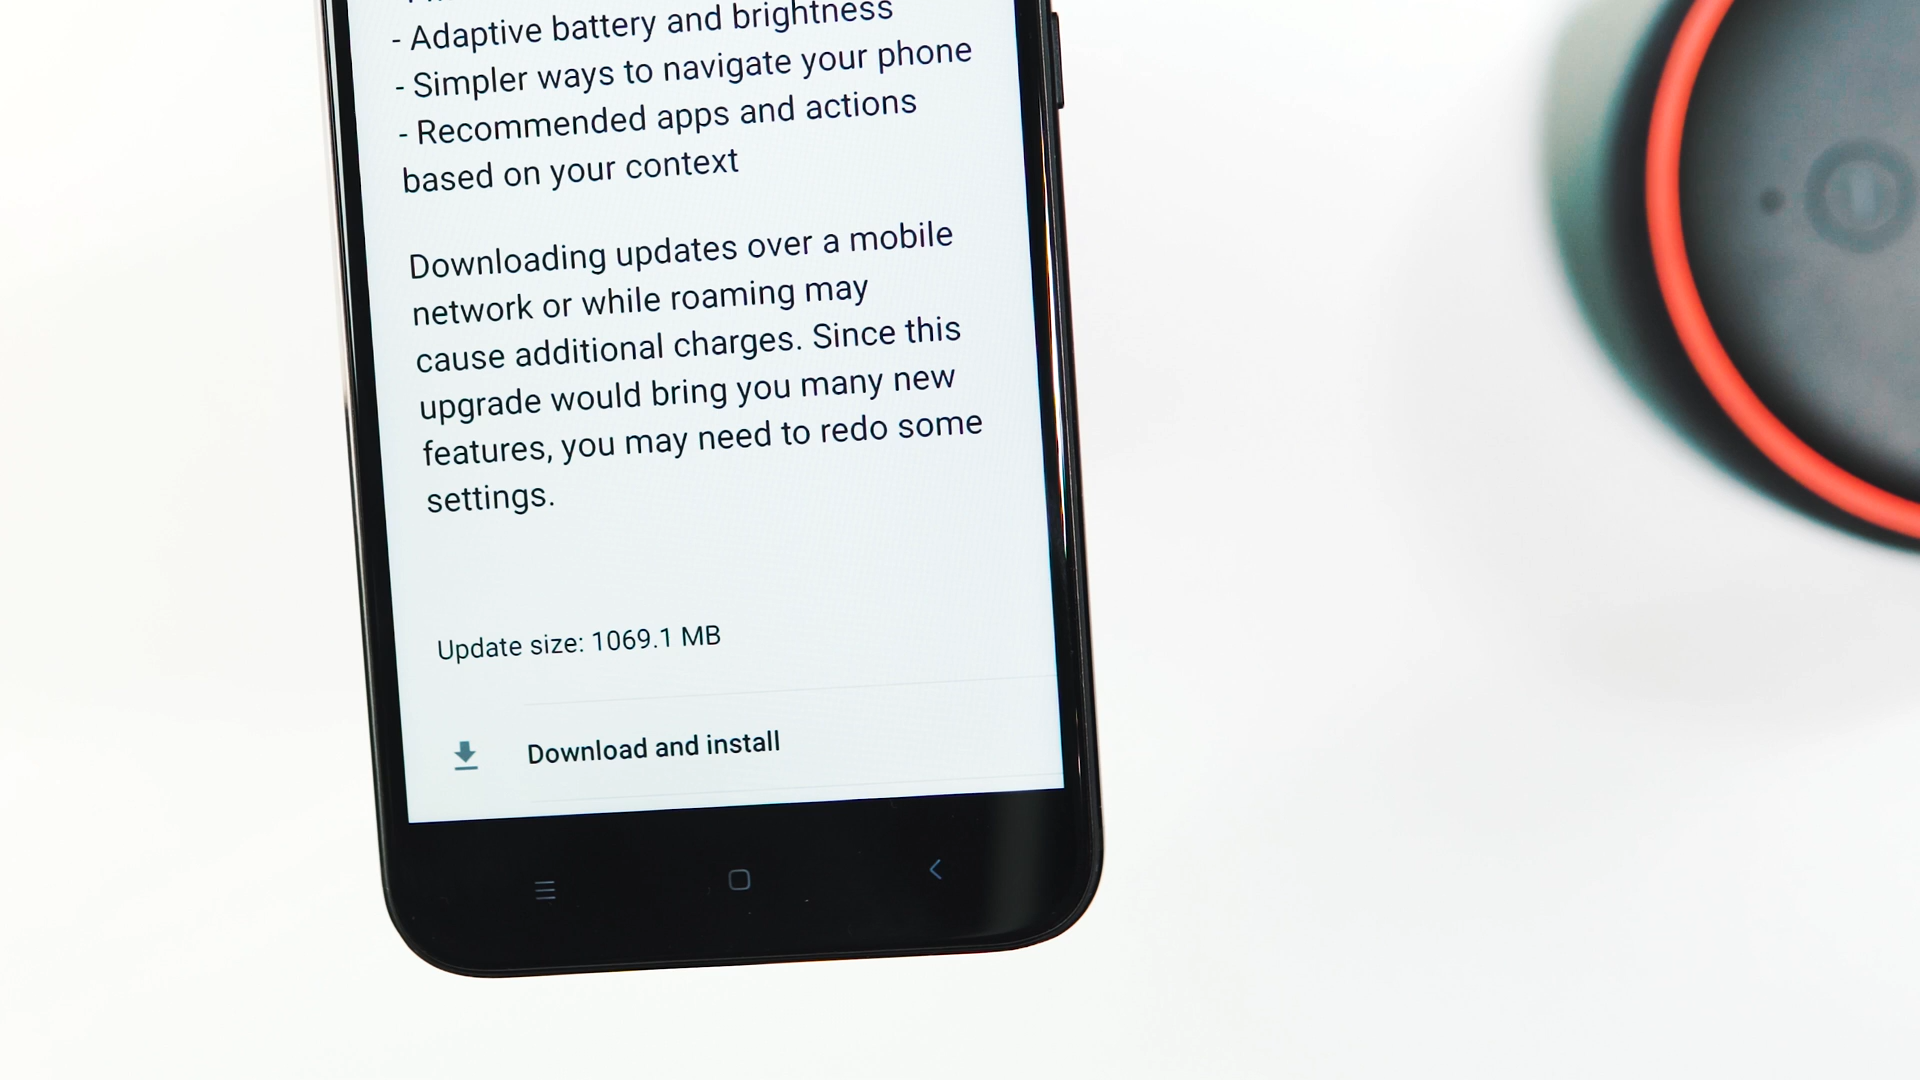 - Adaptive battery and brightness
- Simpler ways to navigate your phone
- Recommended apps and actions
based on your context
Downloading updates over a mobile
network or while roaming may
cause additional charges. Since this
upgrade would bring you many new
features, you may need to redo some
settings.
Update size: 1069.1 MB
Download and install